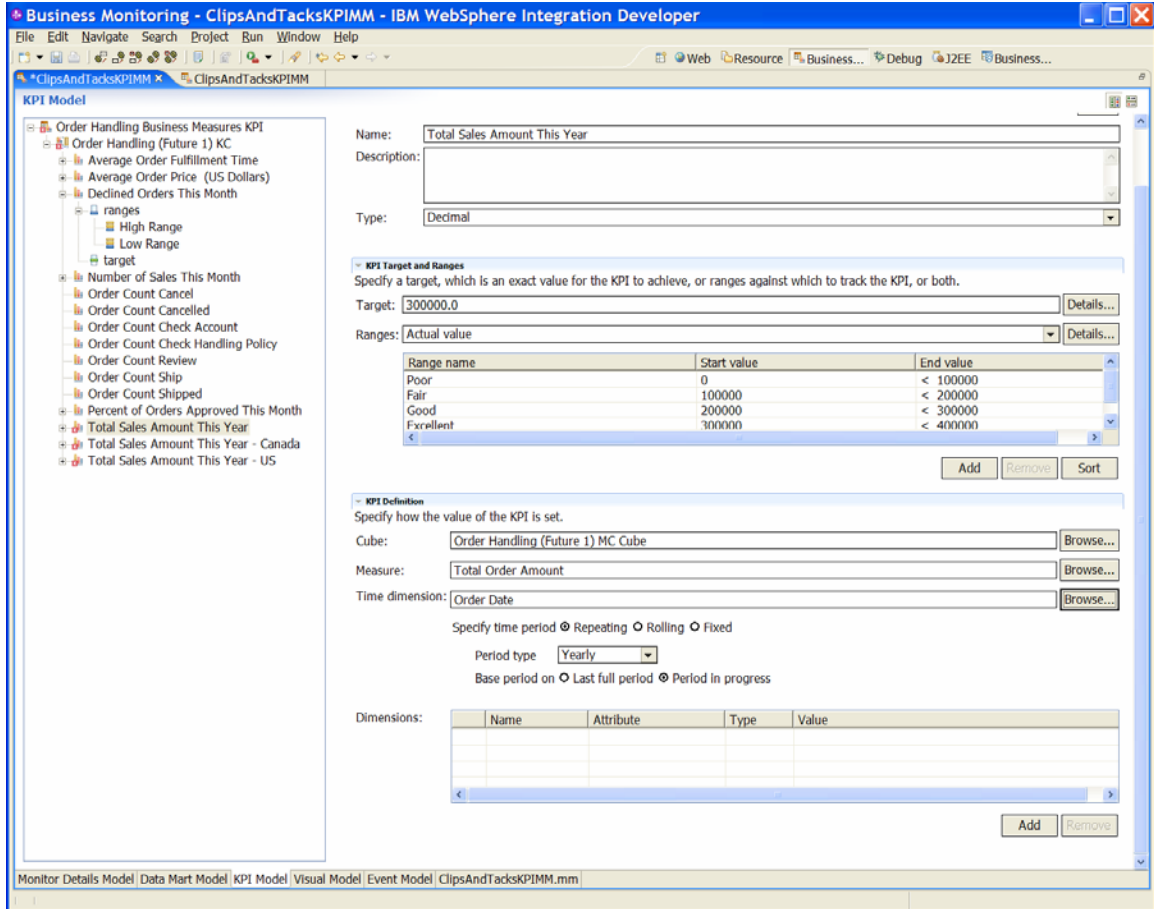 Business Monitoring - ClipsAndTacksKPIMM - IBM WebSphere Integration Developer
File Edit Navigate Search Project Run Window Help
Web Resource Business... Debug J2EE Business...
*ClipsAndTacksKPIMM ClipsAndTacksKPIMM
KPI Model
Order Handling Business Measures KPI
Order Handling (Future 1) KC
Average Order Fulfillment Time
Average Order Price (US Dollars)
Declined Orders This Month
ranges
High Range
Low Range
target
Number of Sales This Month
Order Count Cancel
Order Count Cancelled
Order Count Check Account
Order Count Check Handling Policy
Order Count Review
Order Count Ship
Order Count Shipped
Percent of Orders Approved This Month
Total Sales Amount This Year
Total Sales Amount This Year - Canada
Total Sales Amount This Year - US
Name: Total Sales Amount This Year
Description:
Type: Decimal
KPI Target and Ranges
Specify a target, which is an exact value for the KPI to achieve, or ranges against which to track the KPI, or both.
Target: 300000.0 Details...
Ranges: Actual value Details...
Range name Start value End value
Poor 0 < 100000
Fair 100000 < 200000
Good 200000 < 300000
Excellent 300000 < 400000
Add Remove Sort
KPI Definition
Specify how the value of the KPI is set.
Cube: Order Handling (Future 1) MC Cube Browse...
Measure: Total Order Amount Browse...
Time dimension: Order Date Browse...
Specify time period Repeating Rolling Fixed
Period type Yearly
Base period on Last full period Period in progress
Dimensions: Name Attribute Type Value
Add Remove
Monitor Details Model Data Mart Model KPI Model Visual Model Event Model ClipsAndTacksKPIMM.mm